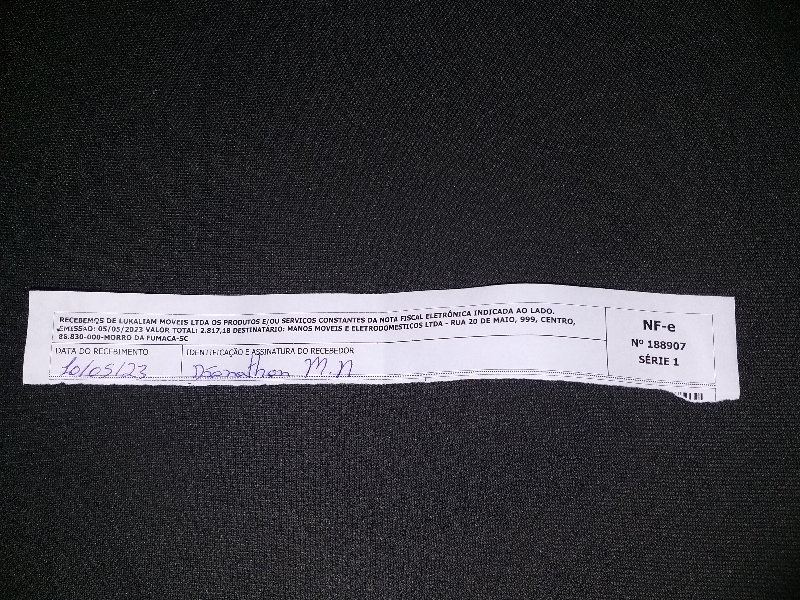 RECEBEMOS DE LUKALIAM MOVEIS LTDA OS PRODUTOS E/OU SERVIÇOS CONSTANTES DA NOTA FISCAL ELETRÔNICA INDICADA AO LADO.
EMISSÃO: 05/05/2023 VALOR TOTAL: 2.817,18 DESTINATÁRIO: MANOS MOVEIS E ELETRODOMESTICOS LTDA - RUA 20 DE MAIO, 999, CENTRO,
88.830-000-MORRO DA FUMACA-SC
DATA DO RECEBIMENTO
10/05/23
IDENTIFICAÇÃO E ASSINATURA DO RECEBEDOR
M.N
NF-e
Nº 188907
SÉRIE 1